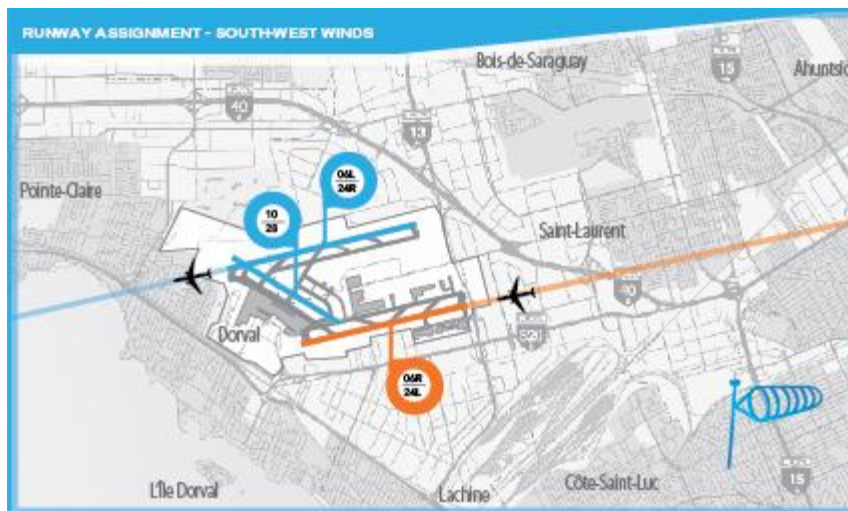 RUNWAY ASSIGNMENT - SOUTH-WEST WINDS
Bois-de-Saraguay
15
Ahuntsic
40
13
Pointe-Claire
06L
24R
10
28
Saint-Laurent
40
Dorval
520
06R
24L
L'Île Dorval
Lachine
Côte-Saint-Luc
15